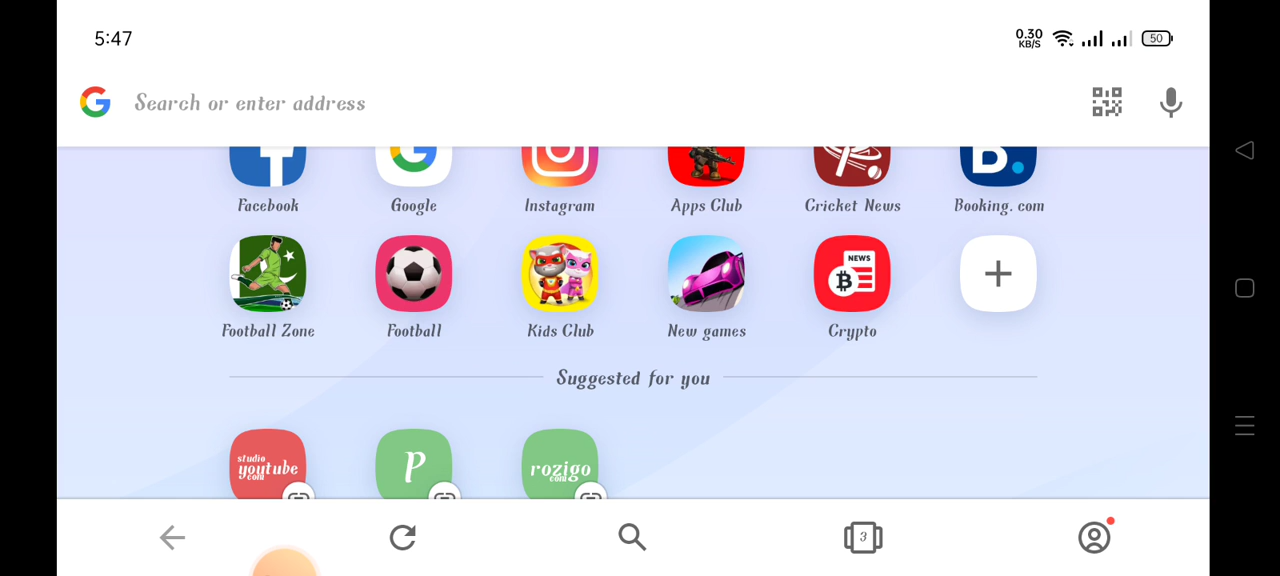 5:47
0.30
KB/S
50
Search or enter address
Facebook
Google
Instagram
Apps Club
Cricket News
Booking. com
B.
NEWS
Football Zone
Football
Kids Club
New games
Crypto
Suggested for you
studio
youtube
com
P
rozigo
com
3